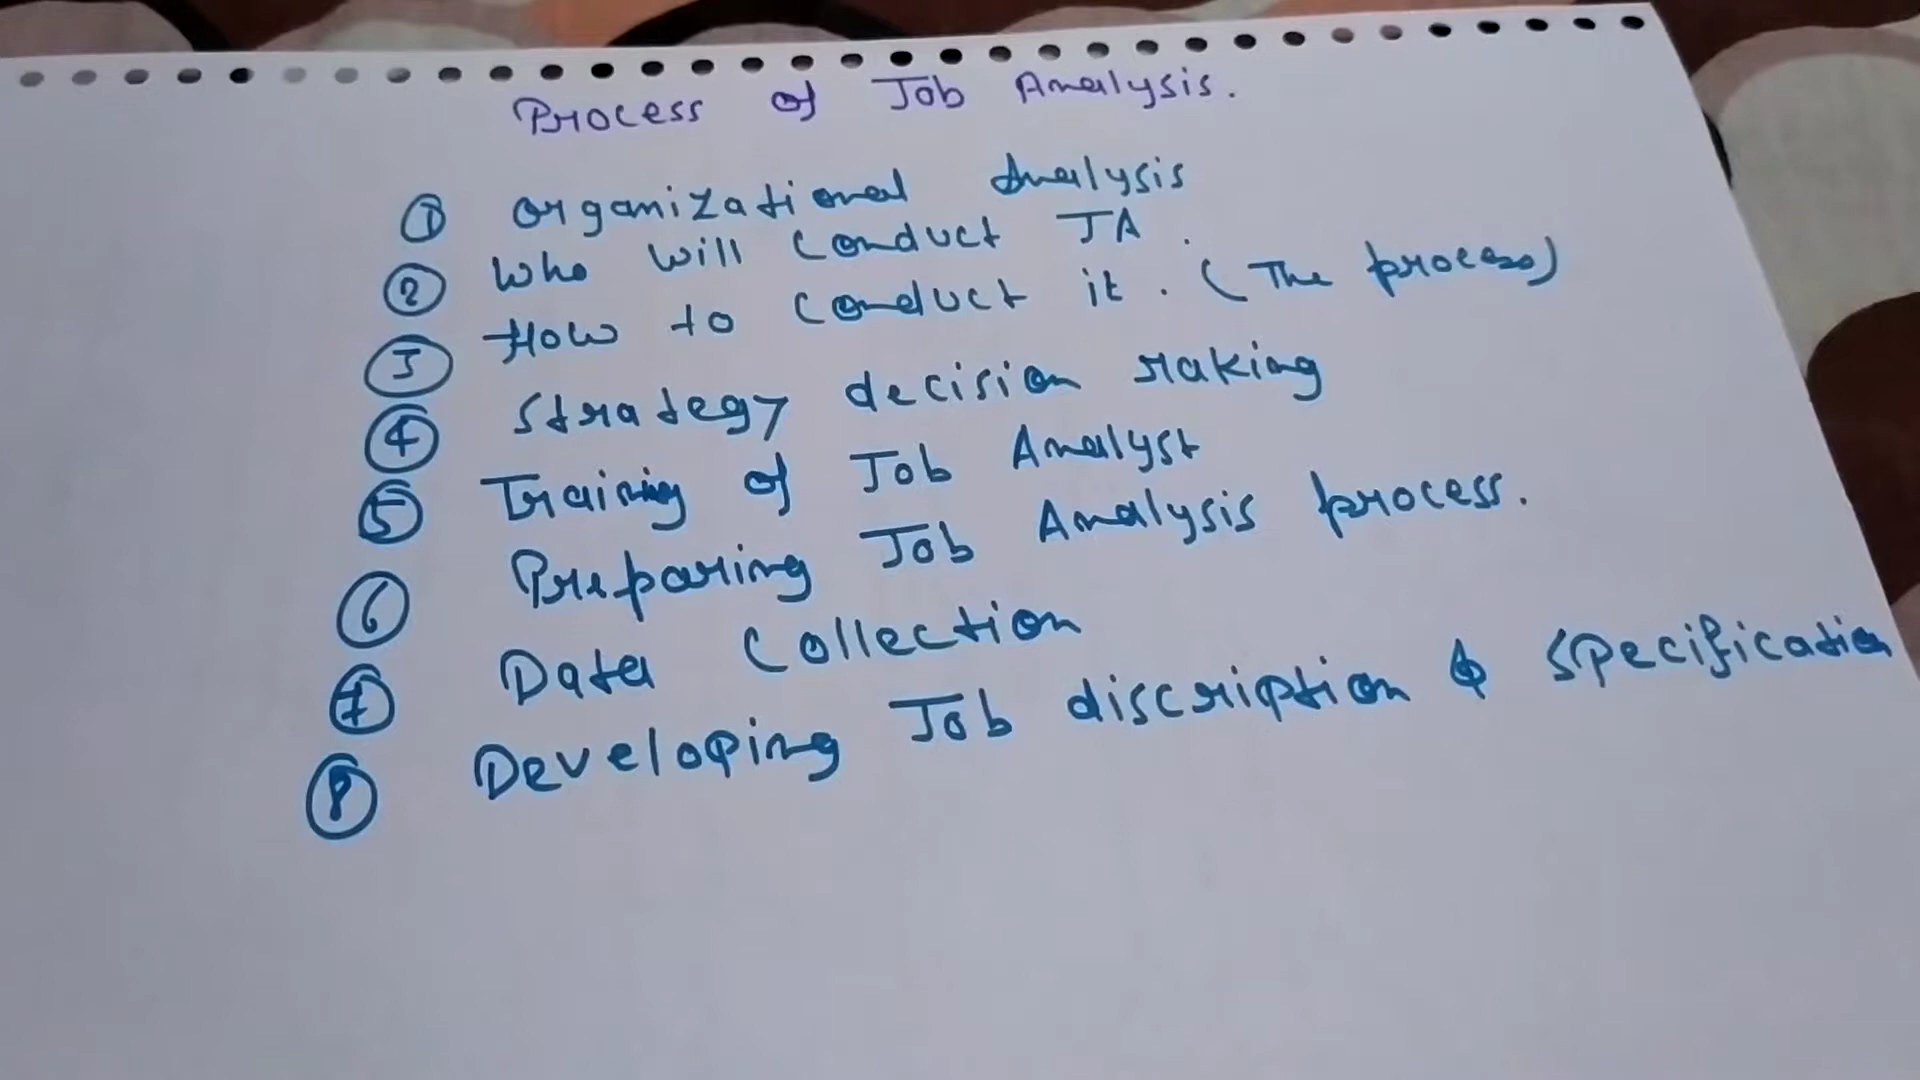 Process of Job Analysis.
① Organizational Analysis
② Who will conduct JA.
③ How to conduct it. (The process)
④ Strategy decision Making
⑤ Training of Job Analyst
⑥ Preparing Job Analysis process.
⑦ Data Collection
⑧ Developing Job discription & specification